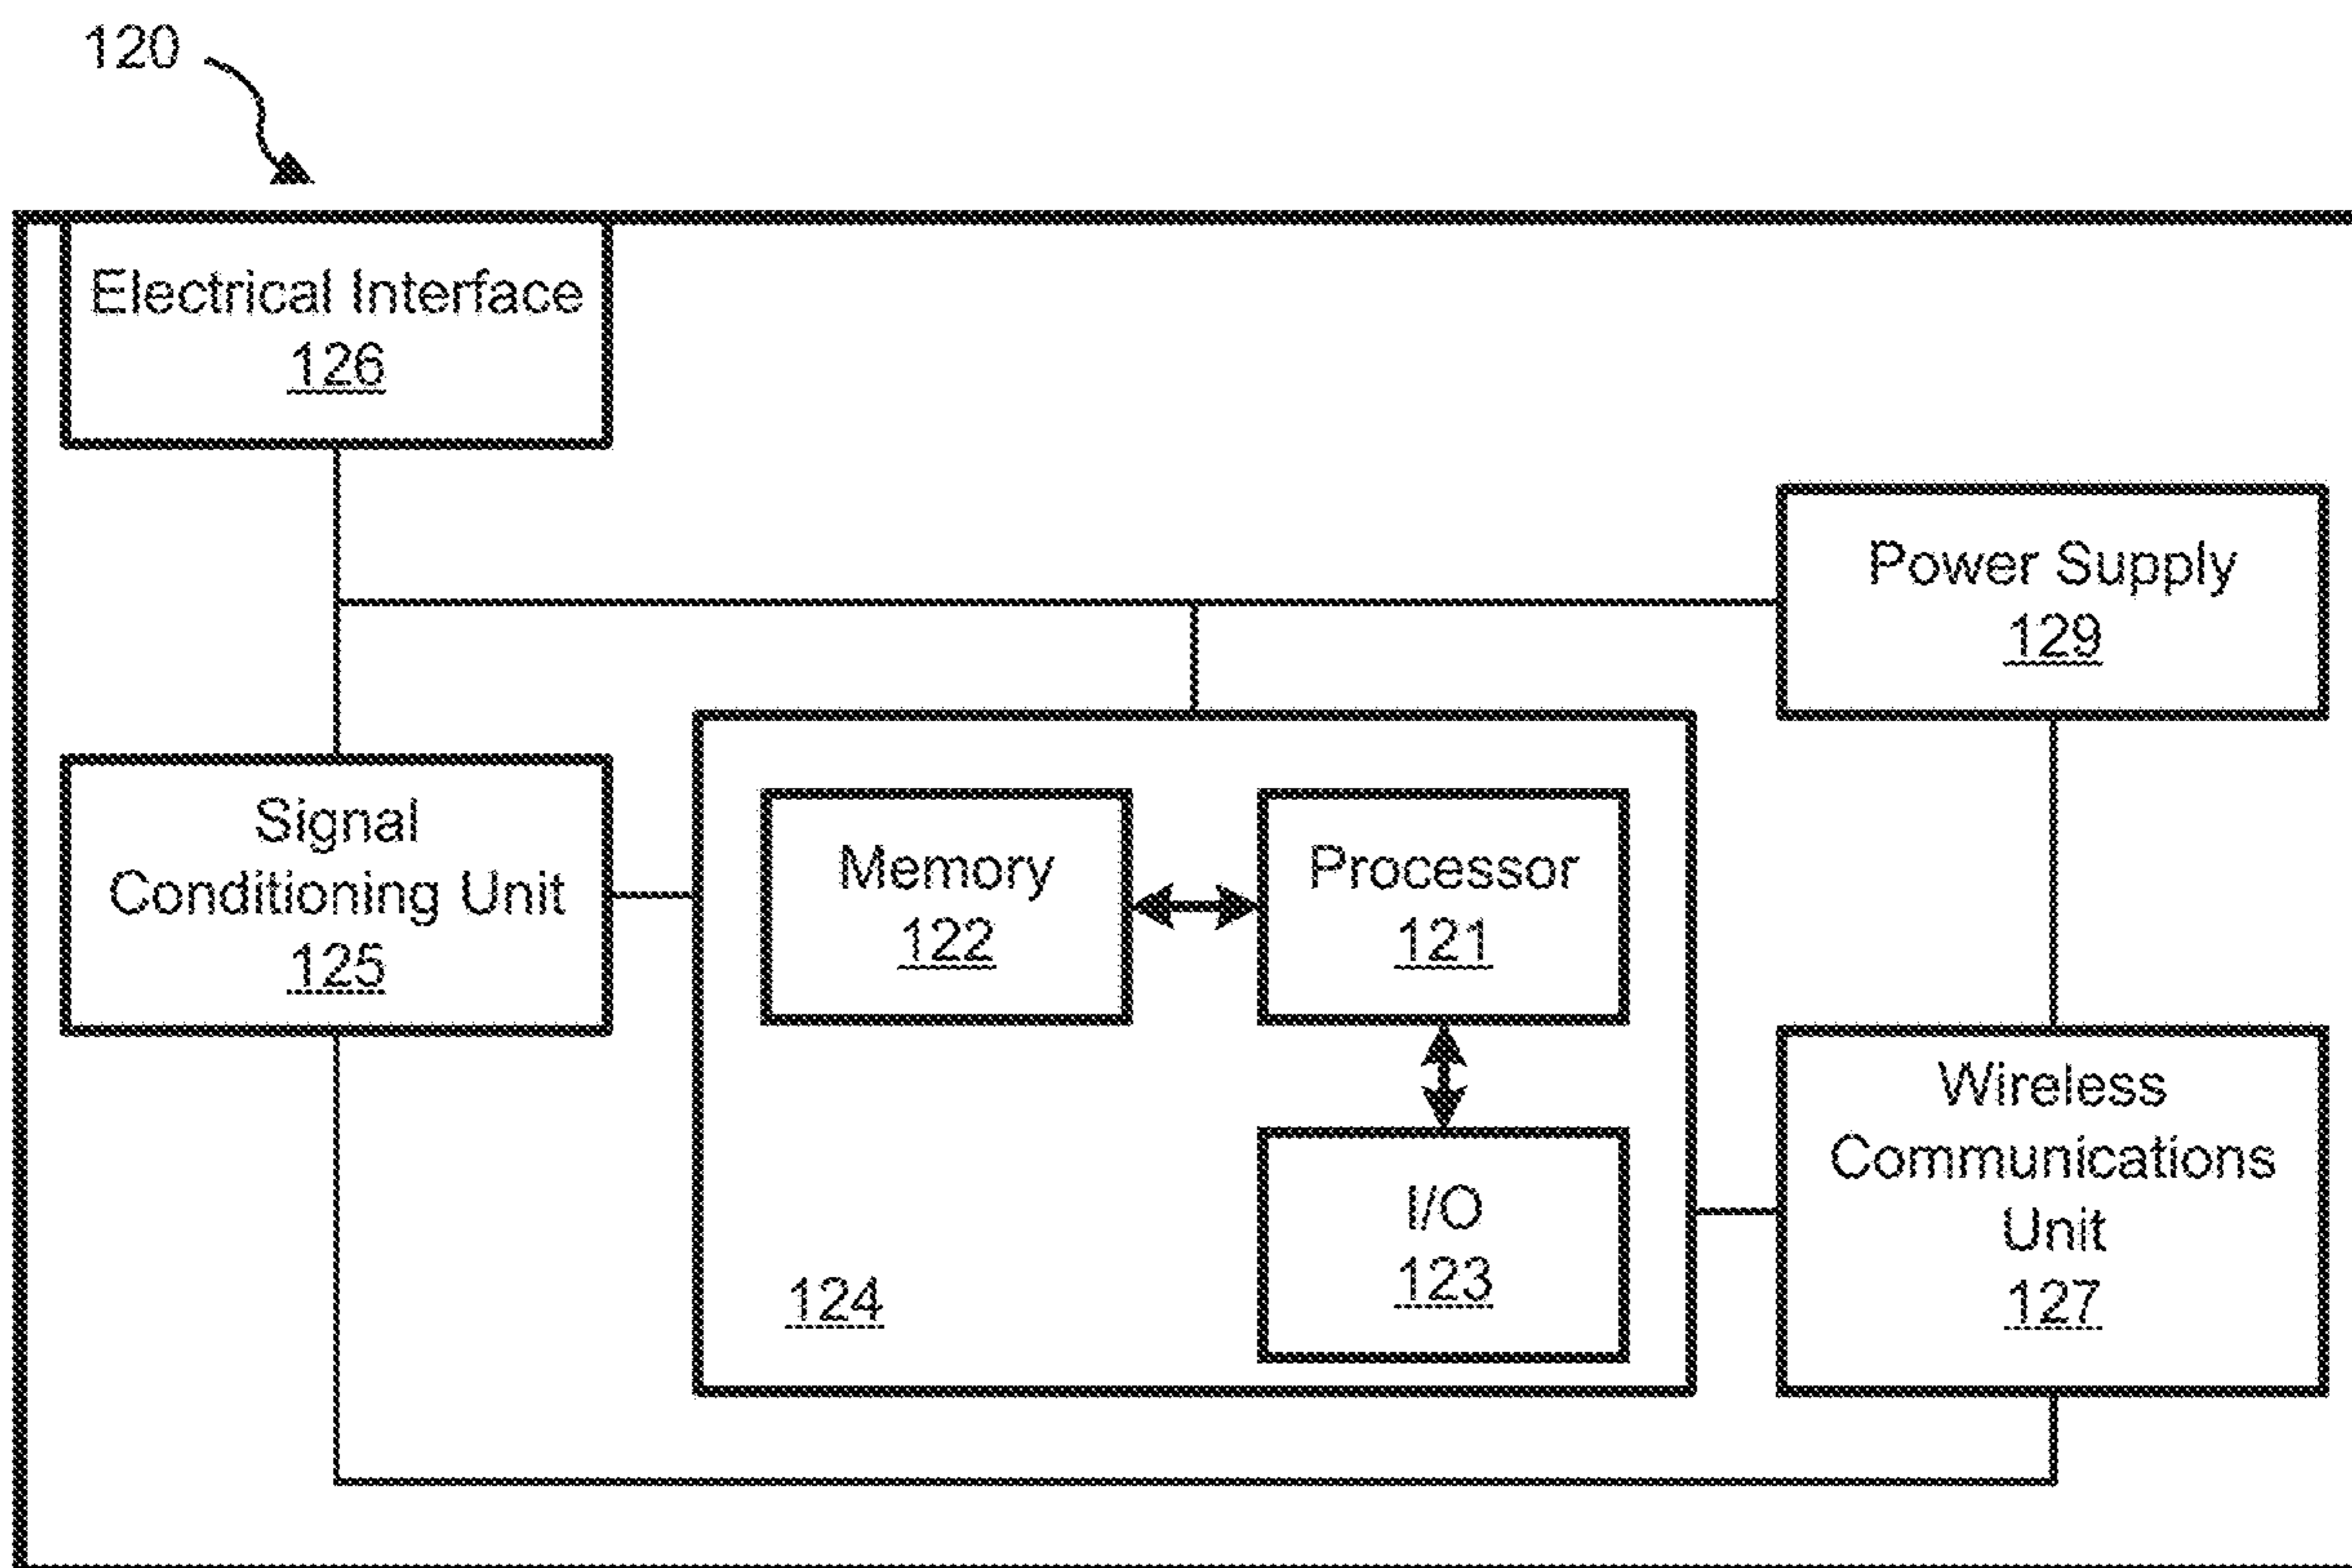 120
Electrical Interface
126
Power Supply
129
Signal
Conditioning Unit
125
Memory
122
Processor
121
I/O
123
124
Wireless
Communications
Unit
127